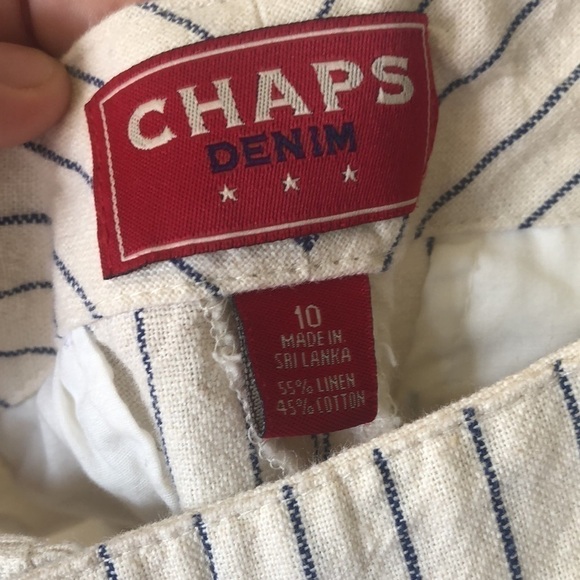 CHAPS
DENIM
10
MADE IN
SRI LANKA
55% LINEN
45% COTTON